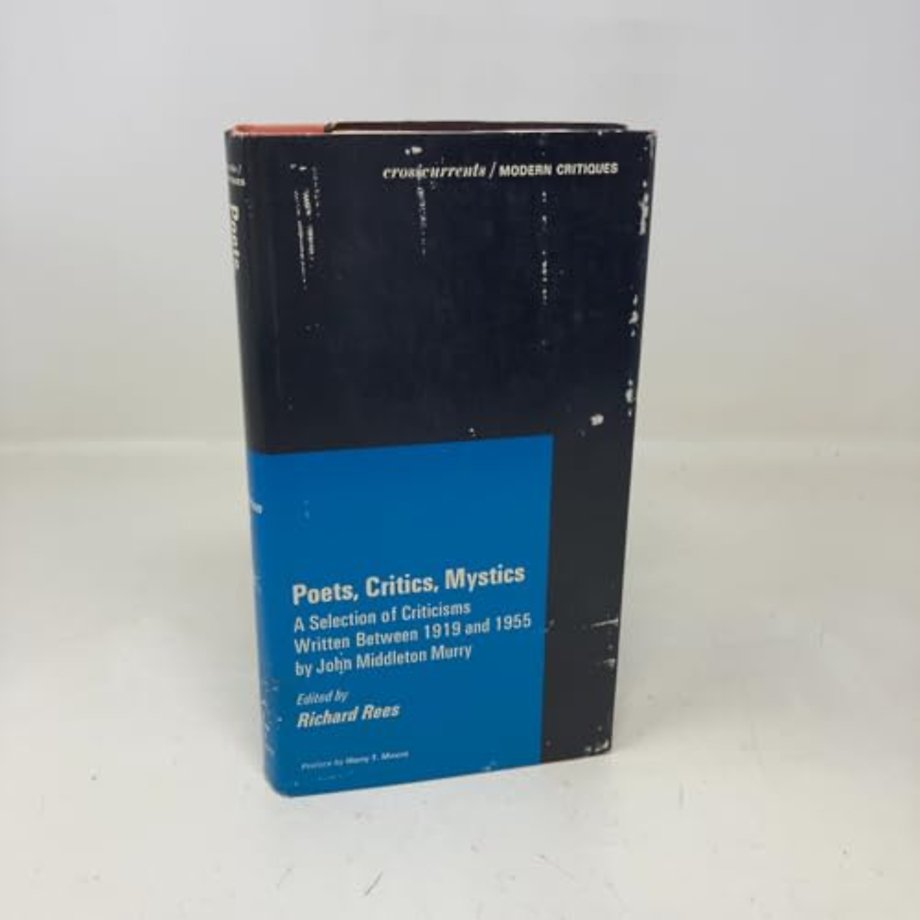 crosscurrents / MODERN CRITIQUES
Poets, Critics, Mystics
A Selection of Criticisms
Written Between 1919 and 1955
by John Middleton Murry
Edited by
Richard Rees
Preface by Harry T. Moore
Poets